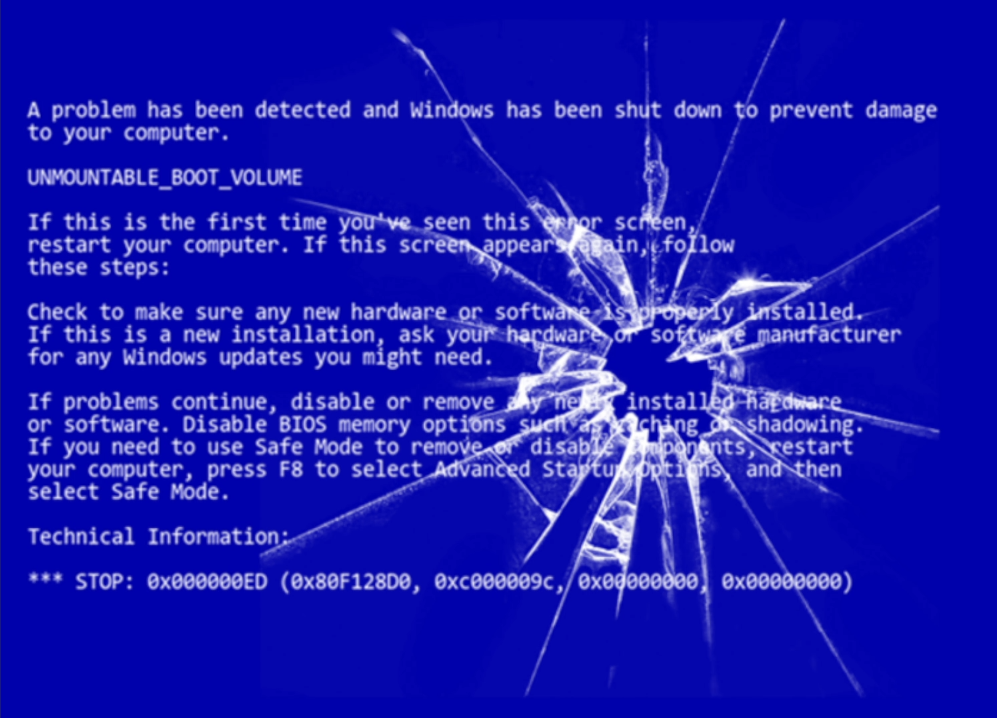 A problem has been detected and Windows has been shut down to prevent damage
to your computer.
UNMOUNTABLE_BOOT_VOLUME
If this is the first time you've seen this error screen,
restart your computer. If this screen appears again, follow
these steps:
Check to make sure any new hardware or software is properly installed.
If this is a new installation, ask your hardware or software manufacturer
for any Windows updates you might need.
If problems continue, disable or remove any newly installed hardware
or software. Disable BIOS memory options such as caching or shadowing.
If you need to use Safe Mode to remove or disable components, restart
your computer, press F8 to select Advanced Startup Options, and then
select Safe Mode.
Technical Information:
*** STOP: 0x000000ED (0x80F128D0, 0xc000009c, 0x00000000, 0x00000000)